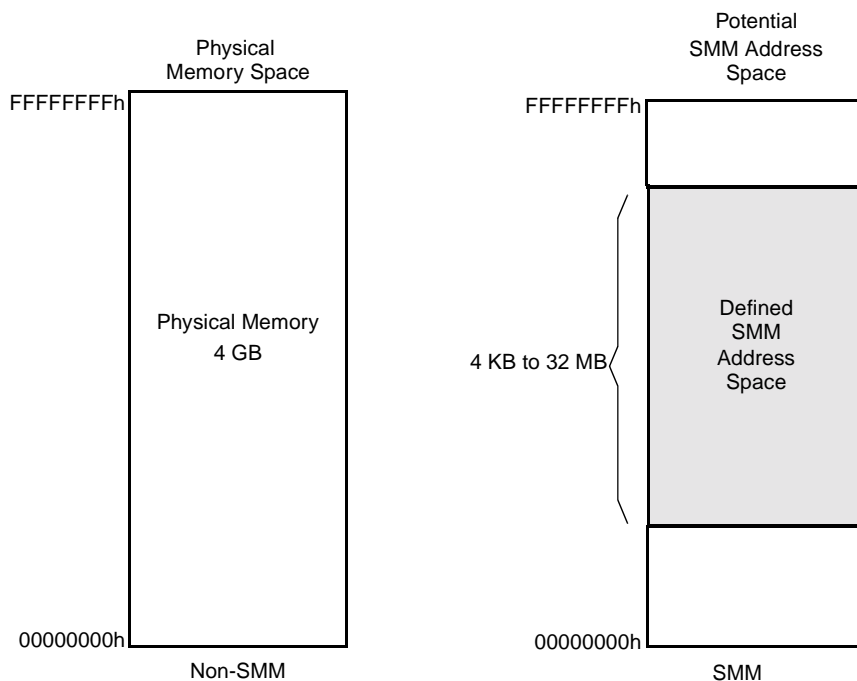 Physical
Memory Space
FFFFFFFFh
Physical Memory
4 GB
00000000h
Non-SMM
Potential
SMM Address
Space
FFFFFFFFh
4 KB to 32 MB
Defined
SMM
Address
Space
00000000h
SMM